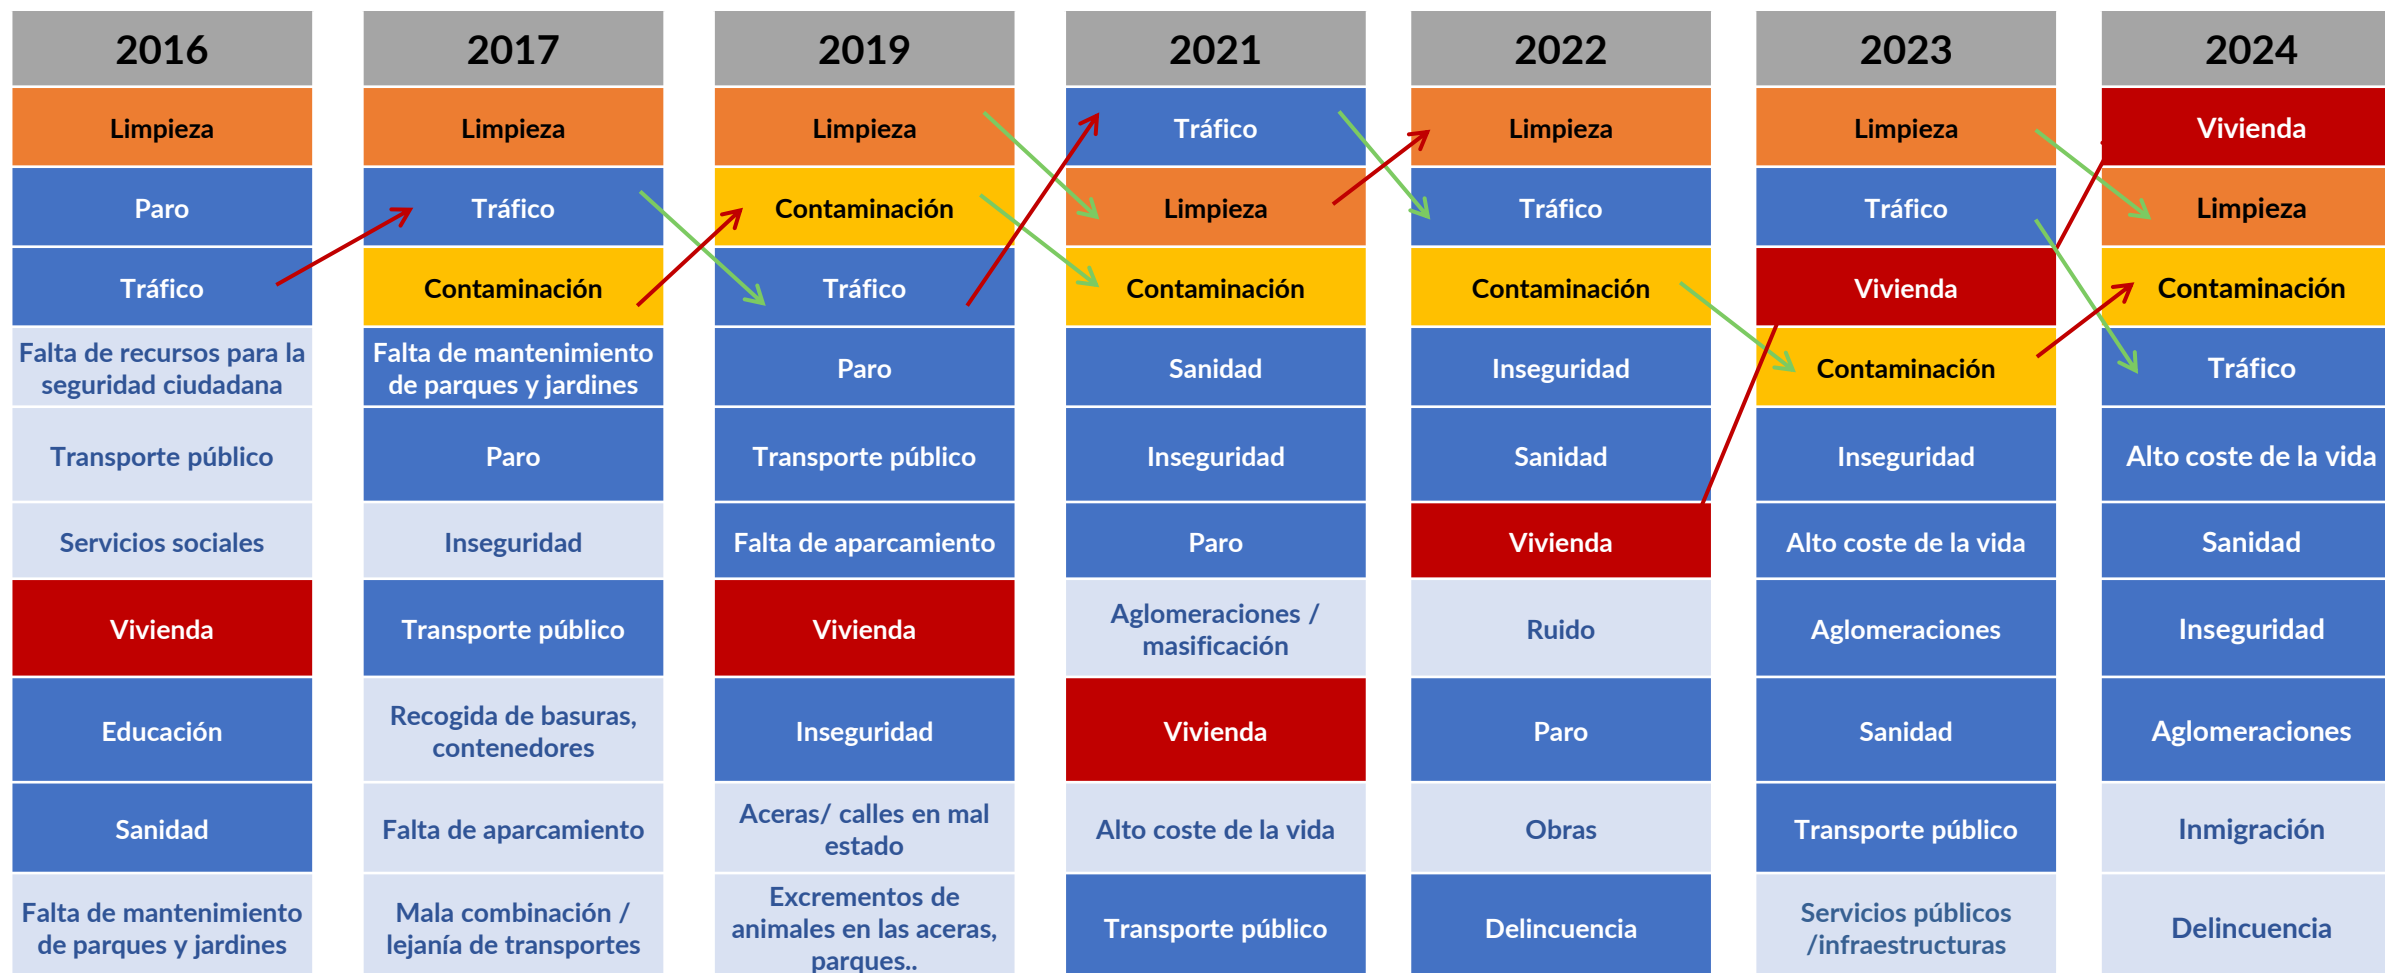 2016
Limpieza
Paro
Tráfico
Falta de recursos para la
seguridad ciudadana
Transporte público
Servicios sociales
Vivienda
Educación
Sanidad
Falta de mantenimiento
de parques y jardines
2017
Limpieza
Tráfico
Contaminación
Falta de mantenimiento
de parques y jardines
Paro
Inseguridad
Transporte público
Recogida de basuras,
contenedores
Falta de aparcamiento
Mala combinación /
lejanía de transportes
2019
Limpieza
Contaminación
Tráfico
Paro
Transporte público
Falta de aparcamiento
Vivienda
Inseguridad
Aceras/ calles en mal
estado
Excrementos de
animales en las aceras,
parques..
2021
Tráfico
Limpieza
Contaminación
Sanidad
Inseguridad
Paro
Aglomeraciones /
masificación
Vivienda
Alto coste de la vida
Transporte público
2022
Limpieza
Tráfico
Contaminación
Inseguridad
Sanidad
Vivienda
Ruido
Paro
Obras
Delincuencia
2023
Limpieza
Tráfico
Vivienda
Contaminación
Inseguridad
Alto coste de la vida
Aglomeraciones
Sanidad
Transporte público
Servicios públicos
/infraestructuras
2024
Vivienda
Limpieza
Contaminación
Tráfico
Alto coste de la vida
Sanidad
Inseguridad
Aglomeraciones
Inmigración
Delincuencia